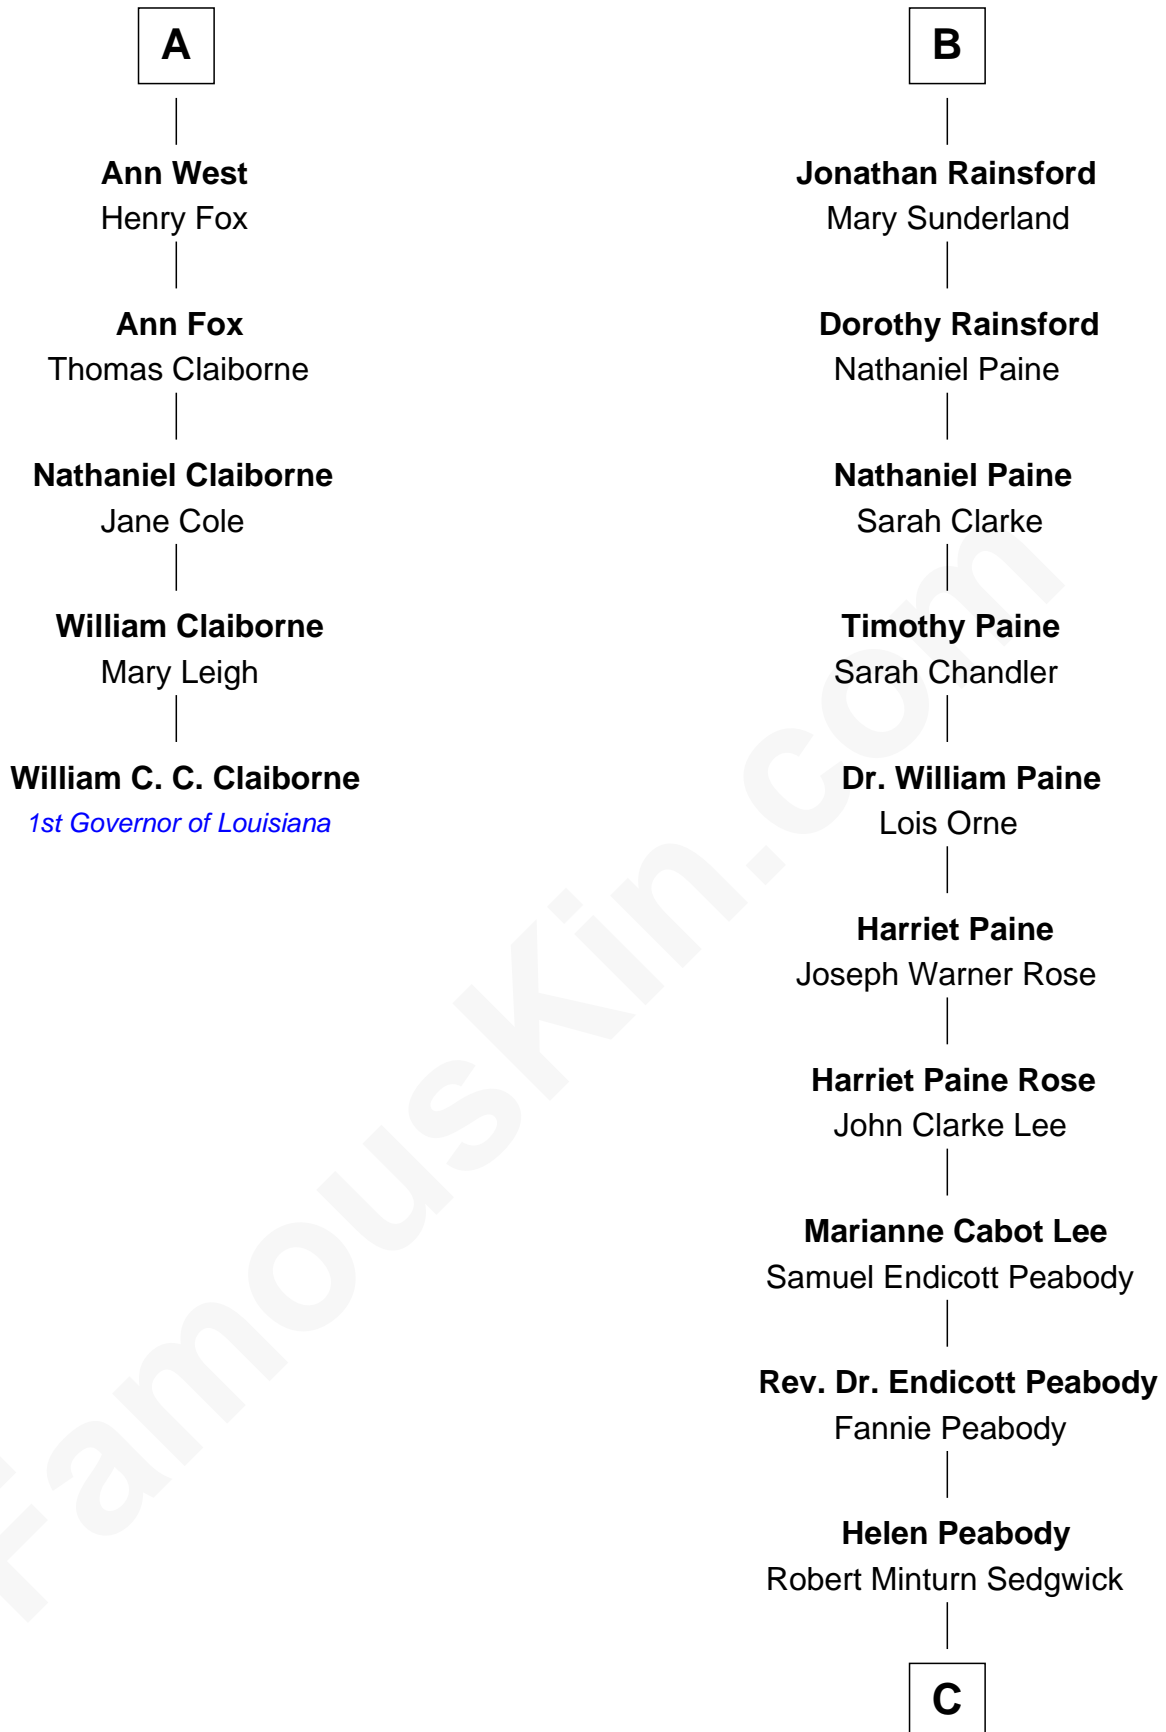 A
Ann West
Henry Fox
Ann Fox
Thomas Claiborne
Nathaniel Claiborne
Jane Cole
William Claiborne
Mary Leigh
William C. C. Claiborne
1st Governor of Louisiana
B
Jonathan Rainsford
Mary Sunderland
Dorothy Rainsford
Nathaniel Paine
Nathaniel Paine
Sarah Clarke
Timothy Paine
Sarah Chandler
Dr. William Paine
Lois Orne
Harriet Paine
Joseph Warner Rose
Harriet Paine Rose
John Clarke Lee
Marianne Cabot Lee
Samuel Endicott Peabody
Rev. Dr. Endicott Peabody
Fannie Peabody
Helen Peabody
Robert Minturn Sedgwick
C
FamousKin.com